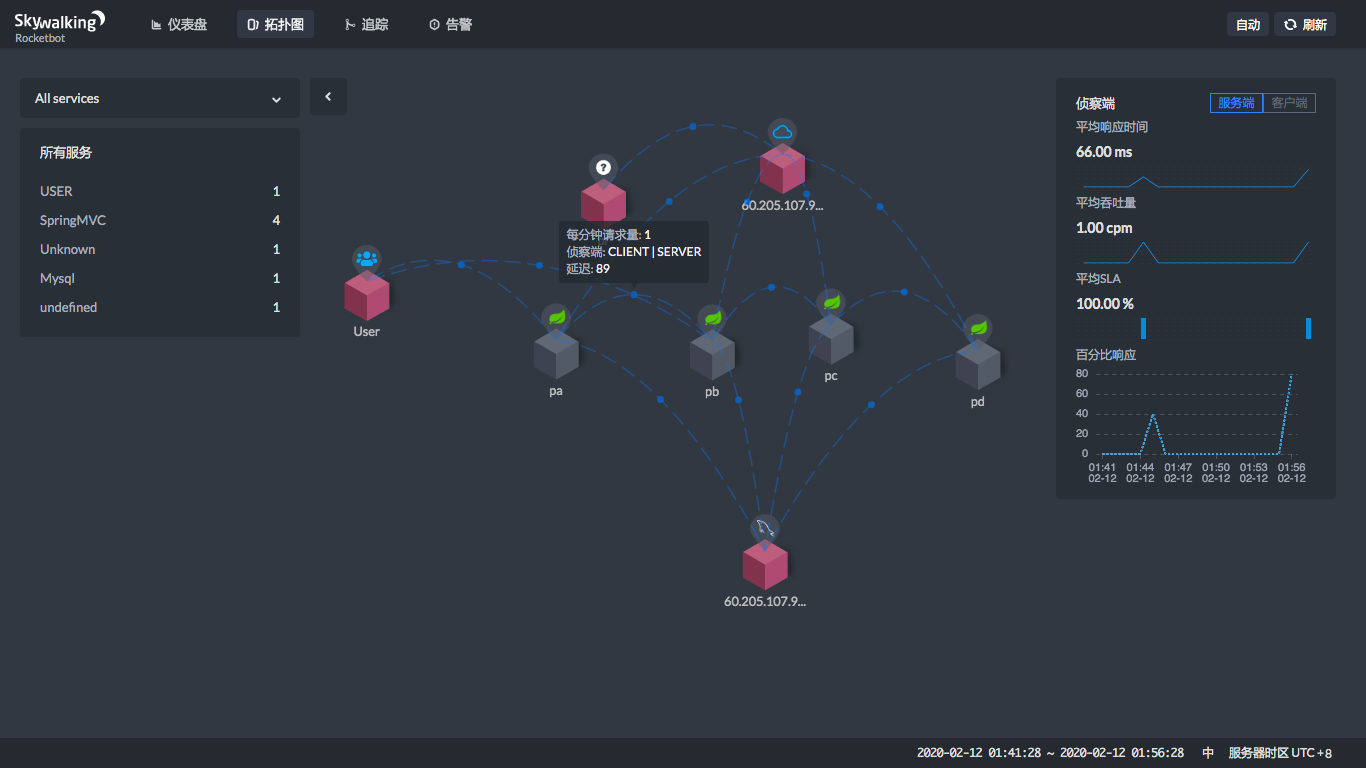 Skywalking
Rocketbot
仪表盘
拓扑图
追踪
告警
自动
刷新
All services
所有服务
USER 1
SpringMVC 4
Unknown 1
Mysql 1
undefined 1
User
pa
pb
pc
pd
60.205.107.9...
60.205.107.9...
每分钟请求量: 1
侦察端: CLIENT | SERVER
延迟: 89
侦察端
服务端
客户端
平均响应时间
66.00 ms
平均吞吐量
1.00 cpm
平均SLA
100.00 %
百分比响应
80
60
40
20
0
01:41 01:44 01:47 01:50 01:53 01:56
02-12 02-12 02-12 02-12 02-12 02-12
2020-02-12 01:41:28 ~ 2020-02-12 01:56:28
中
服务器时区 UTC +8